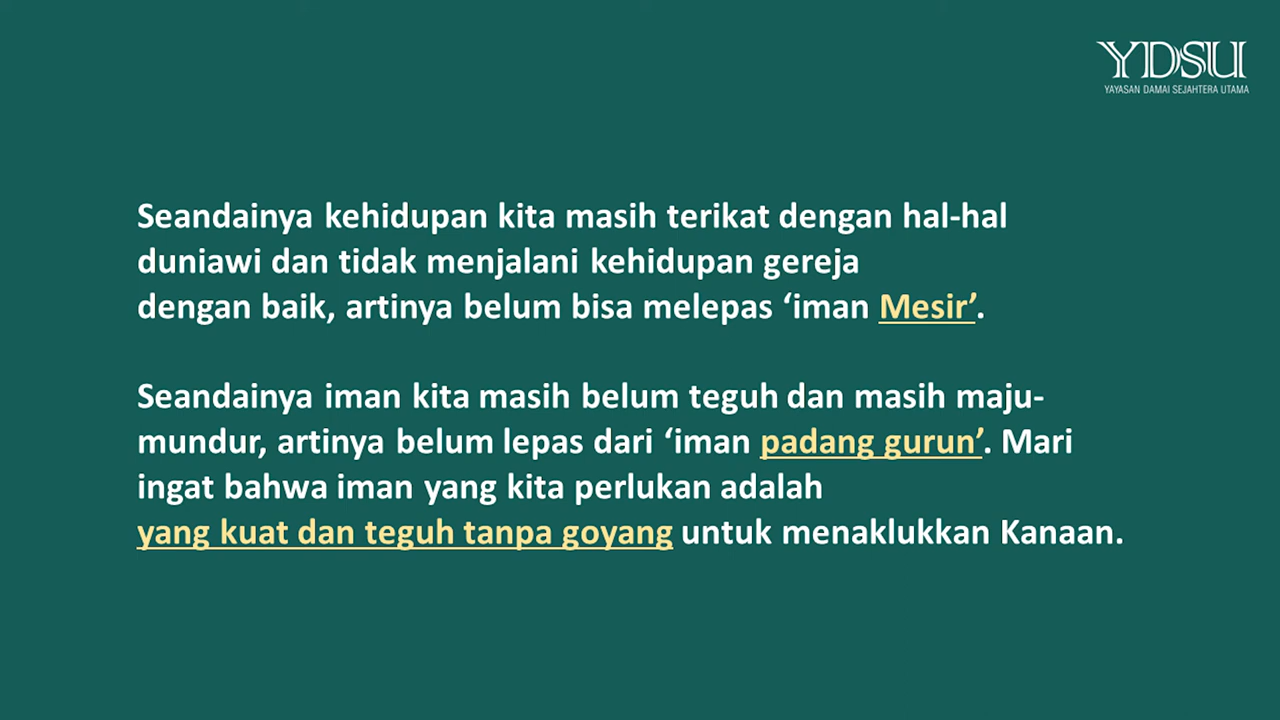 YDSU
YAYASAN DAMAI SEJAHTERA UTAMA
Seandainya kehidupan kita masih terikat dengan hal-hal
duniawi dan tidak menjalani kehidupan gereja
dengan baik, artinya belum bisa melepas ‘iman Mesir’.
Seandainya iman kita masih belum teguh dan masih maju-
mundur, artinya belum lepas dari ‘iman padang gurun’. Mari
ingat bahwa iman yang kita perlukan adalah
yang kuat dan teguh tanpa goyang untuk menaklukkan Kanaan.